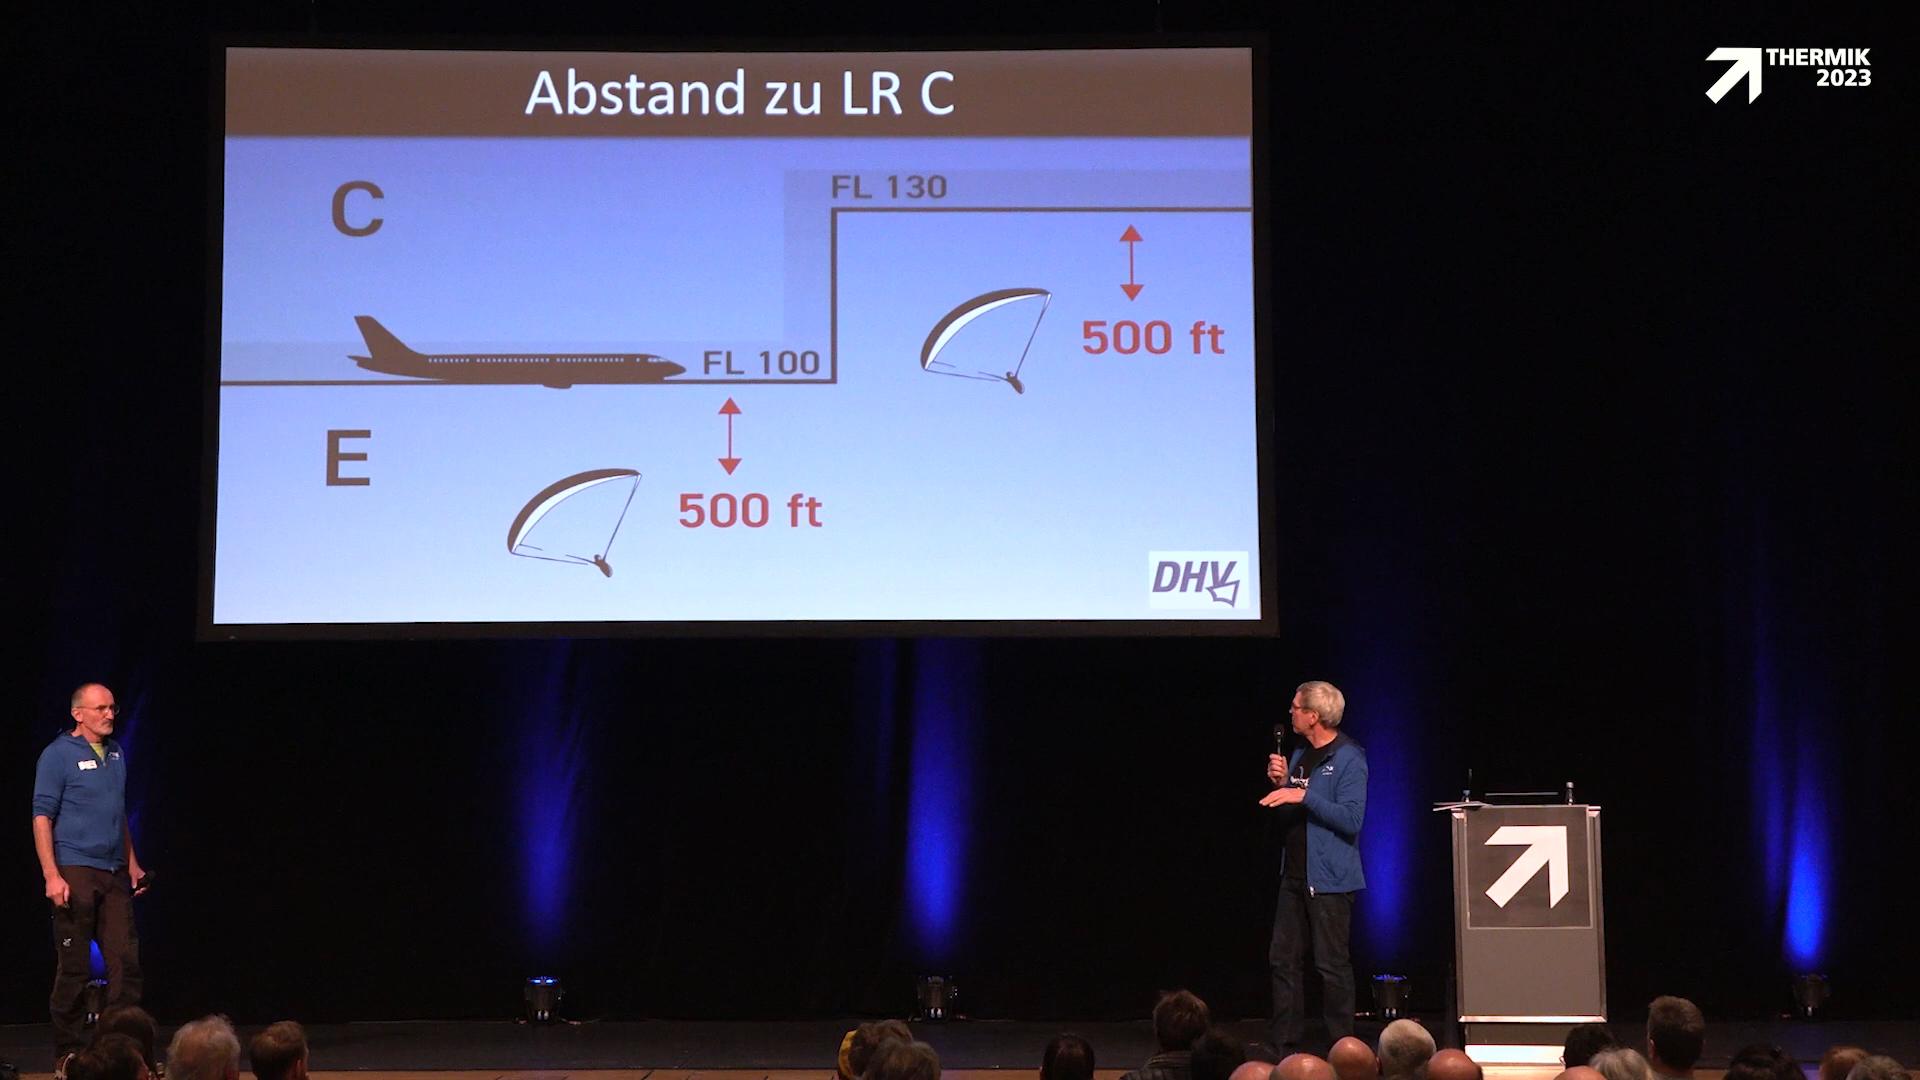 Abstand zu LR C
C
FL 130
500 ft
FL 100
E
500 ft
DHV
THERMIK
2023